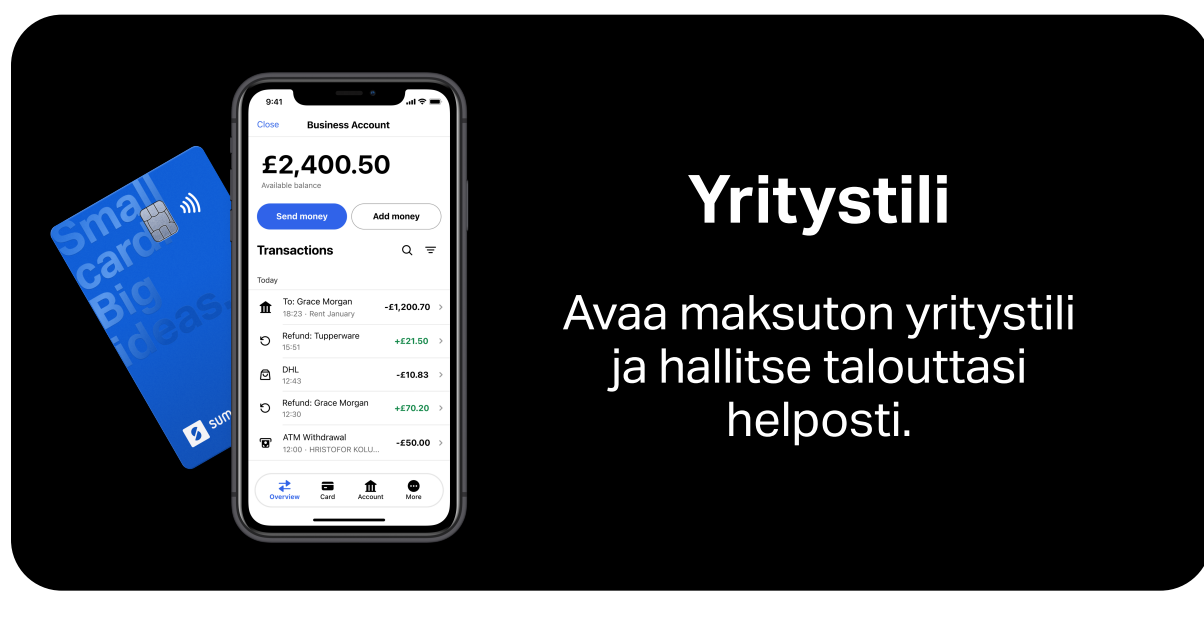 Small
card.
Big
ideas.
9:41
Close
Business Account
£2,400.50
Available balance
Send money
Add money
Transactions
Today
To: Grace Morgan
-£1,200.70
18:23 · Rent January
Refund: Tupperware
+£21.50
15:51
DHL
-£10.83
12:43
Refund: Grace Morgan
+£70.20
12:30
ATM Withdrawal
-£50.00
12:00 · HRISTOFOR KOLU...
Overview
Card
Account
More
Yritystili
Avaa maksuton yritystili
ja hallitse talouttasi
helposti.